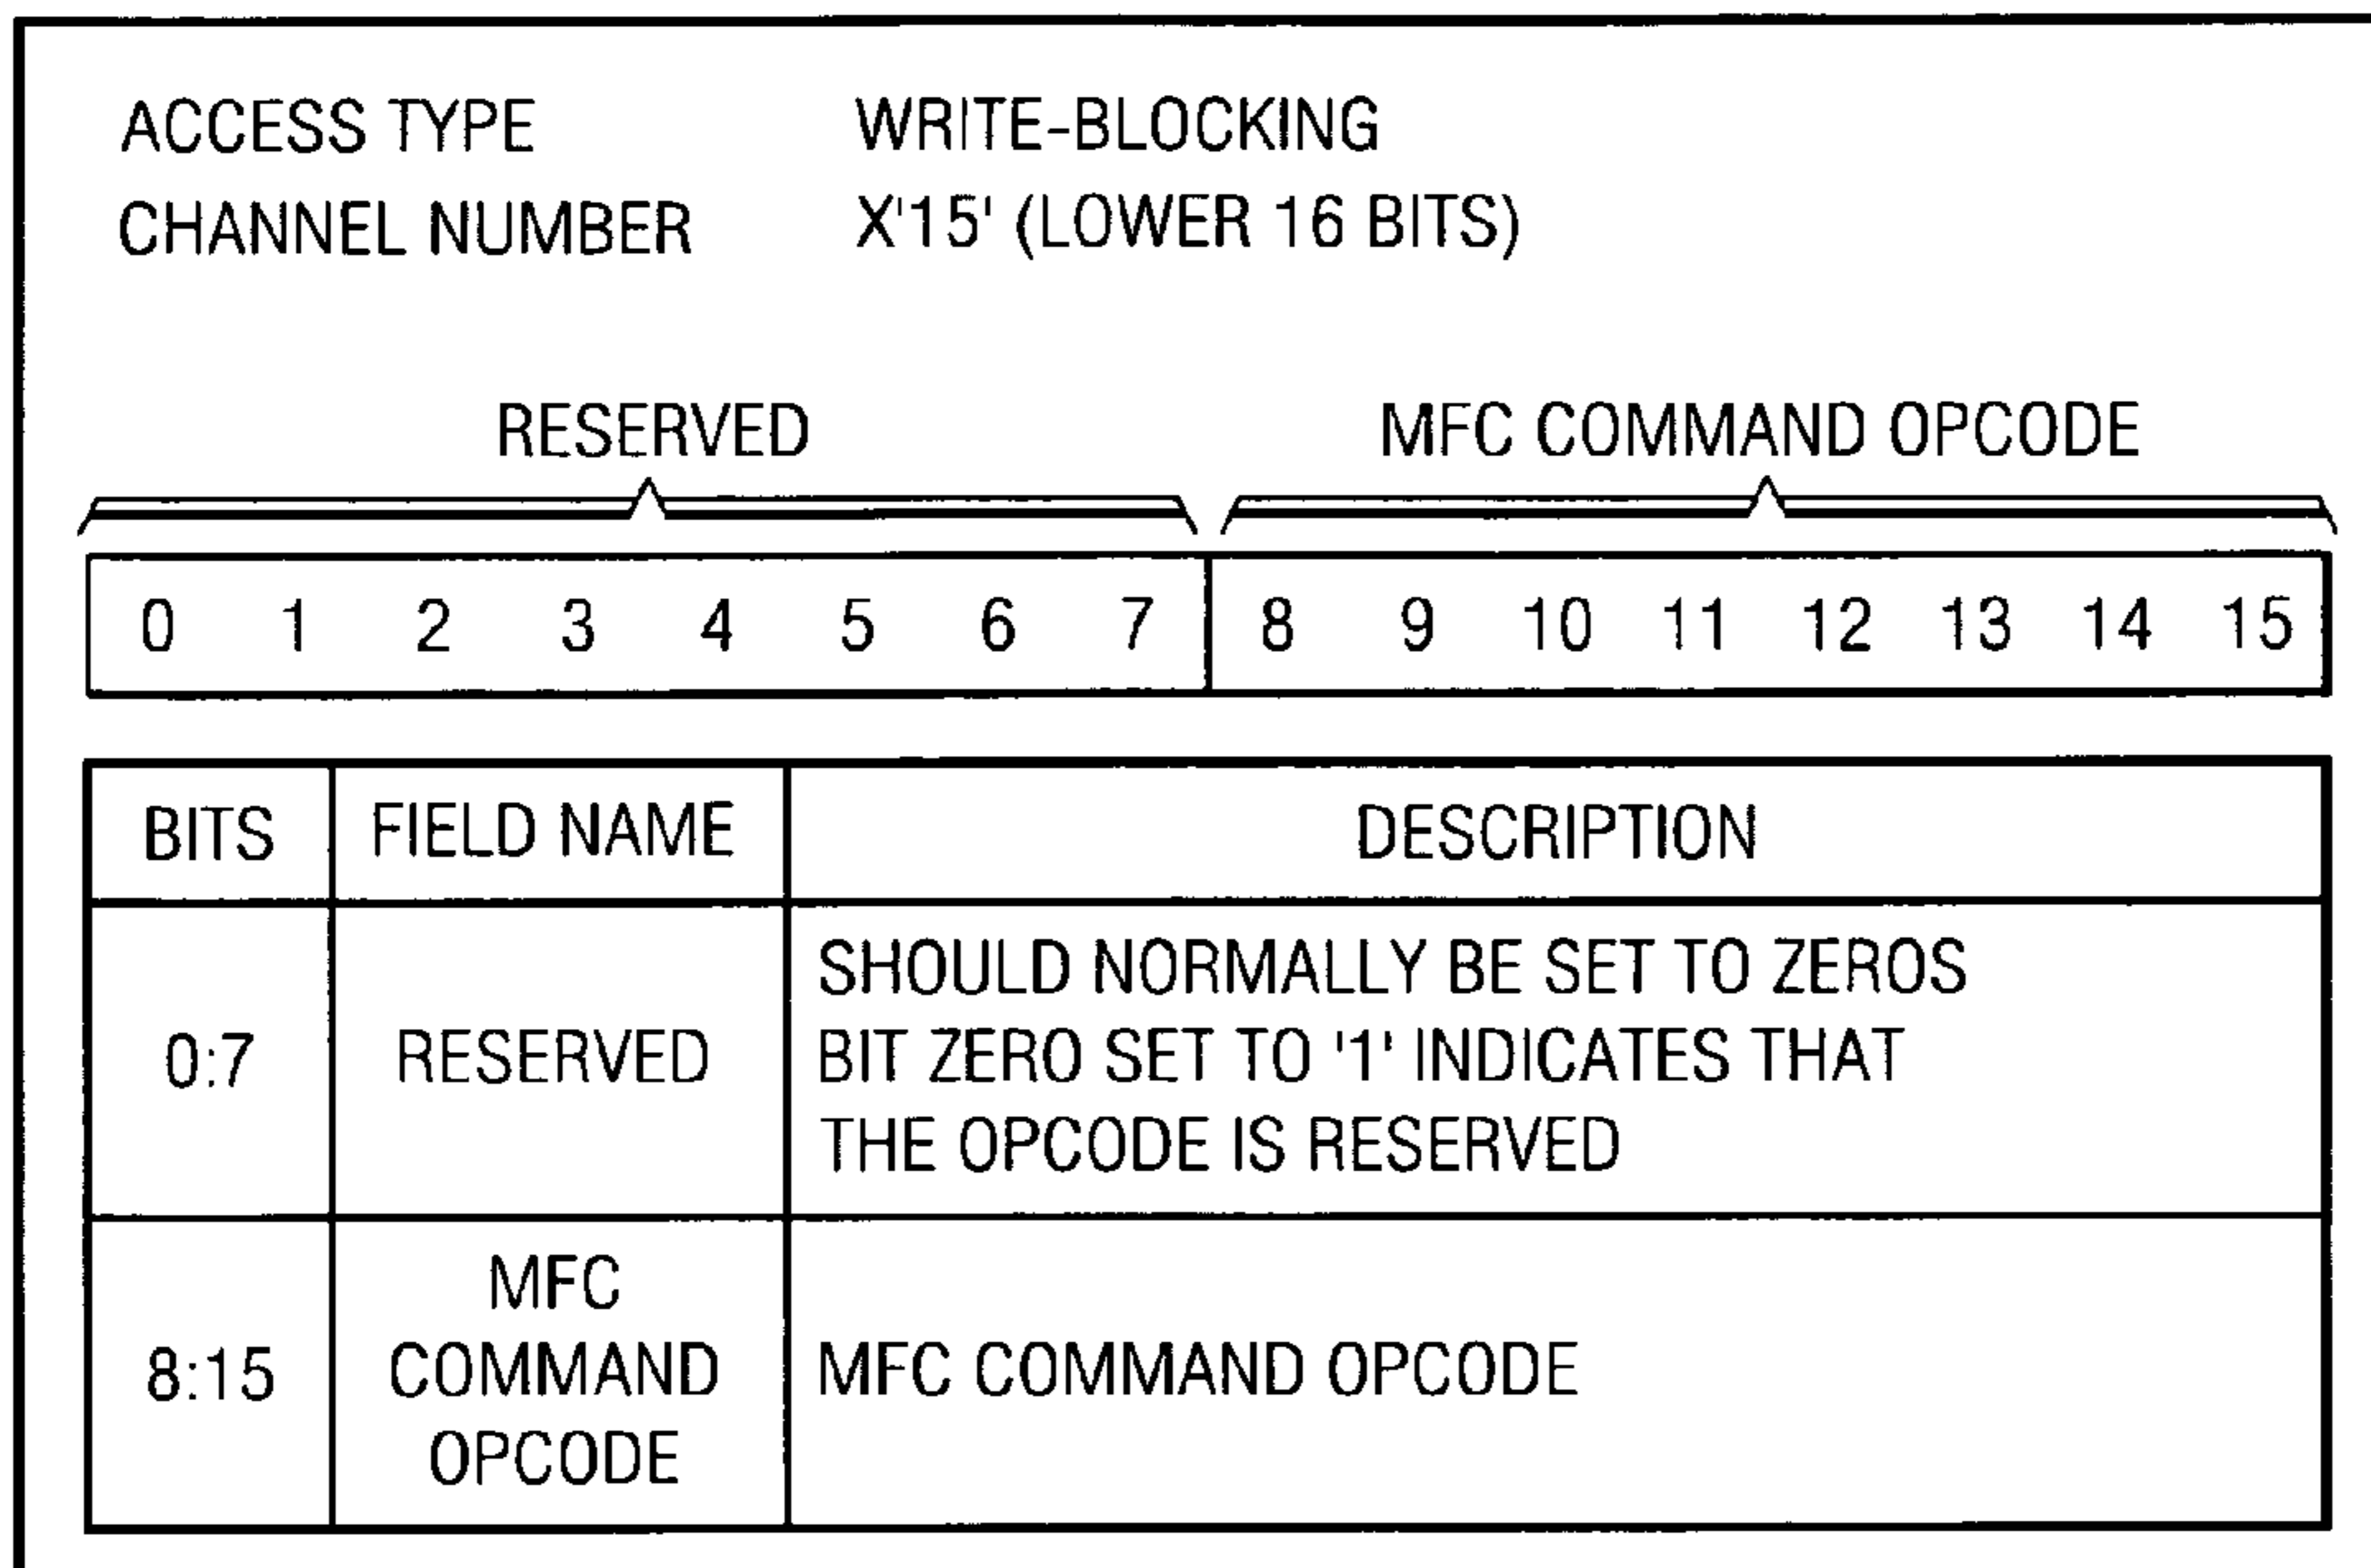 ACCESS TYPE WRITE-BLOCKING
CHANNEL NUMBER X'15' (LOWER 16 BITS)
RESERVED MFC COMMAND OPCODE
0 1 2 3 4 5 6 7 8 9 10 11 12 13 14 15
BITS FIELD NAME DESCRIPTION
0:7 RESERVED
SHOULD NORMALLY BE SET TO ZEROS
BIT ZERO SET TO '1' INDICATES THAT
THE OPCODE IS RESERVED
8:15
MFC
COMMAND
OPCODE
MFC COMMAND OPCODE